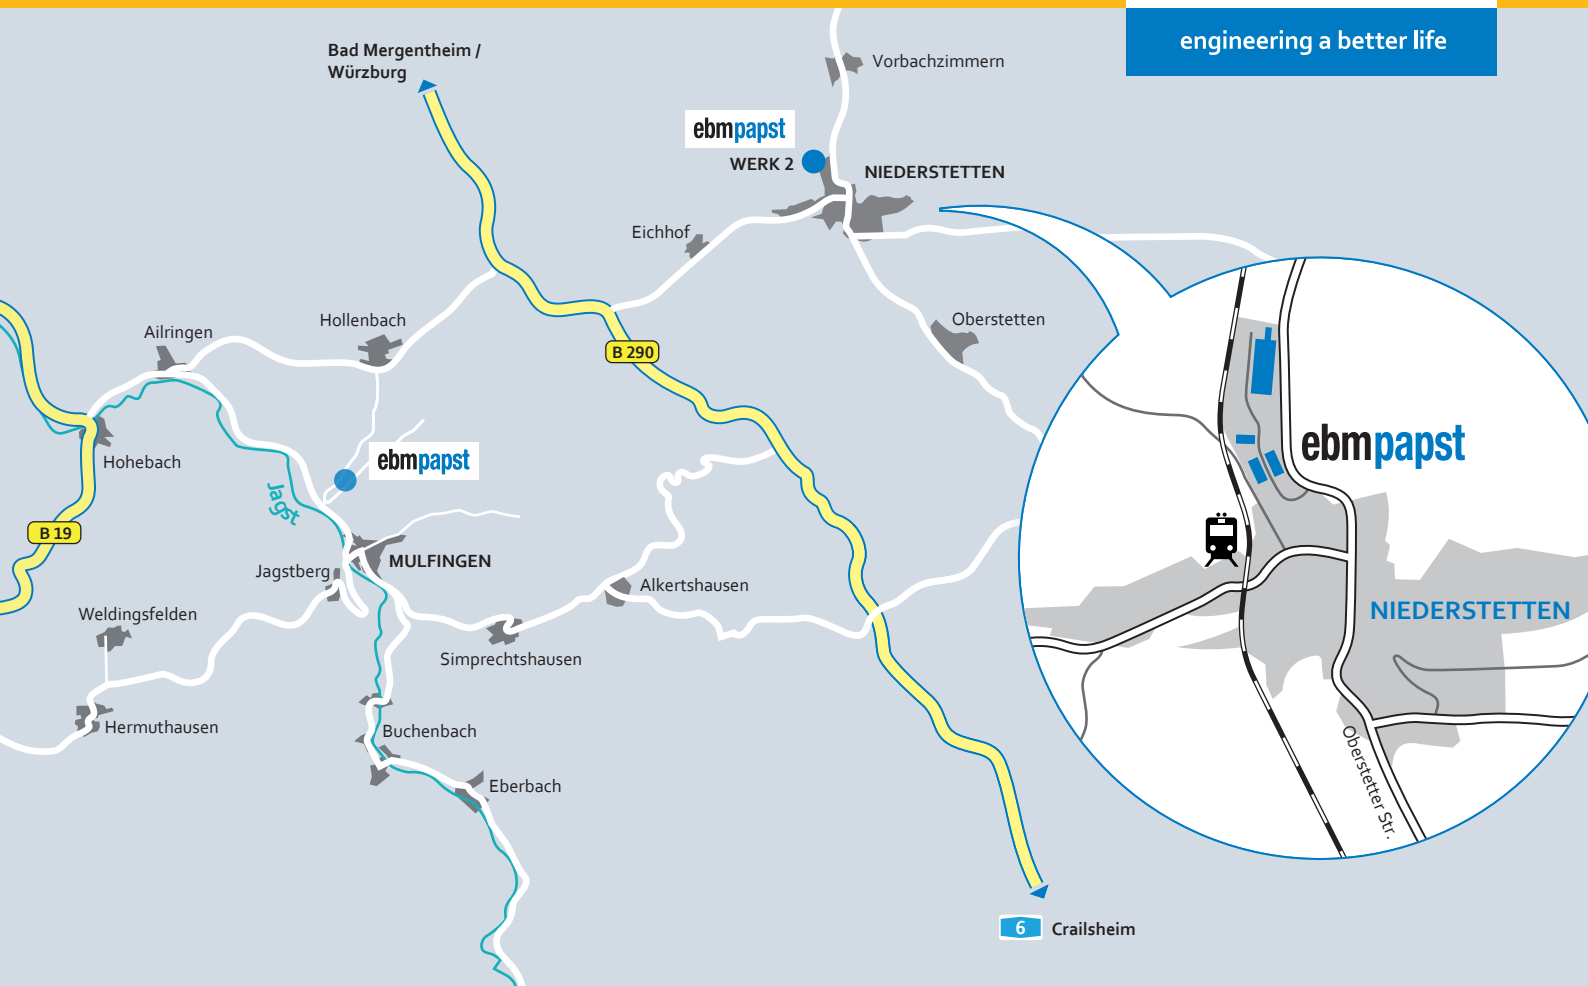 engineering a better life
Bad Mergentheim /
Würzburg
Vorbachzimmern
ebmpapst
WERK 2
NIEDERSTETTEN
Eichhof
Hollenbach
Ailringen
Oberstetten
B 290
ebmpapst
Hohebach
ebmpapst
Jagst
B 19
MULFINGEN
Jagstberg
Alkertshausen
Weldingsfelden
NIEDERSTETTEN
Simprechtshausen
Hermuthausen
Buchenbach
Oberstetter Str.
Eberbach
6
Crailsheim